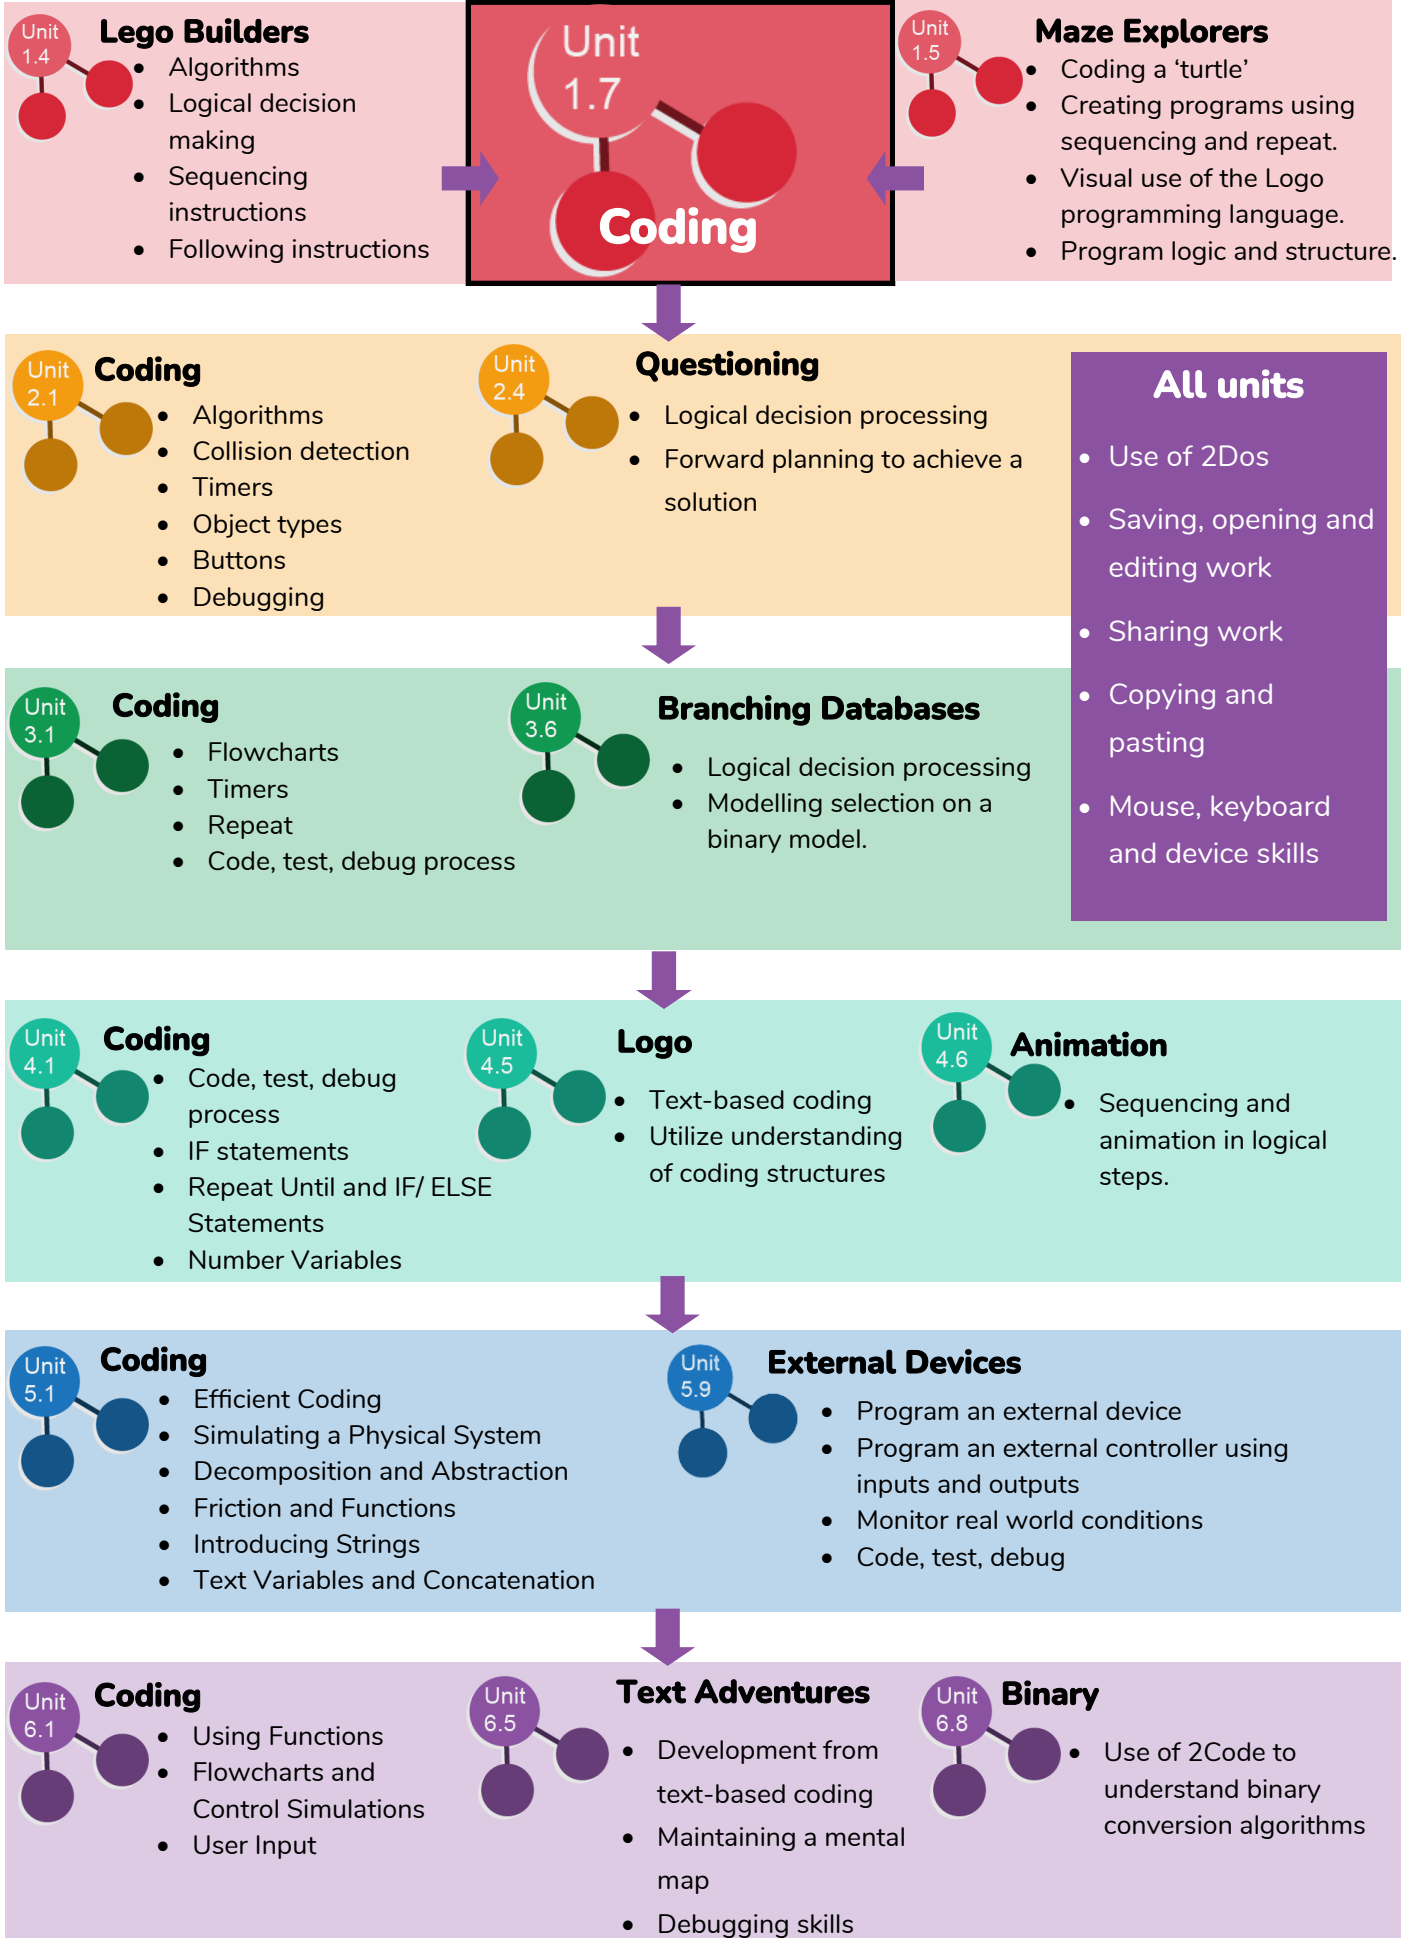 Unit
1.4
Lego Builders
• Algorithms
• Logical decision
making
• Sequencing
instructions
• Following instructions
Unit
1.7
Coding
Unit
1.5
Maze Explorers
• Coding a ‘turtle’
• Creating programs using
sequencing and repeat.
• Visual use of the Logo
programming language.
• Program logic and structure.
Unit
2.1
Coding
• Algorithms
• Collision detection
• Timers
• Object types
• Buttons
• Debugging
Unit
2.4
Questioning
• Logical decision processing
• Forward planning to achieve a
solution
All units
• Use of 2Dos
• Saving, opening and
editing work
• Sharing work
• Copying and
pasting
• Mouse, keyboard
and device skills
Unit
3.1
Coding
• Flowcharts
• Timers
• Repeat
• Code, test, debug process
Unit
3.6
Branching Databases
• Logical decision processing
• Modelling selection on a
binary model.
Unit
4.1
Coding
• Code, test, debug
process
• IF statements
• Repeat Until and IF/ ELSE
Statements
• Number Variables
Unit
4.5
Logo
• Text-based coding
• Utilize understanding
of coding structures
Unit
4.6
Animation
• Sequencing and
animation in logical
steps.
Unit
5.1
Coding
• Efficient Coding
• Simulating a Physical System
• Decomposition and Abstraction
• Friction and Functions
• Introducing Strings
• Text Variables and Concatenation
Unit
5.9
External Devices
• Program an external device
• Program an external controller using
inputs and outputs
• Monitor real world conditions
• Code, test, debug
Unit
6.1
Coding
• Using Functions
• Flowcharts and
Control Simulations
• User Input
Unit
6.5
Text Adventures
• Development from
text-based coding
• Maintaining a mental
map
• Debugging skills
Unit
6.8
Binary
• Use of 2Code to
understand binary
conversion algorithms